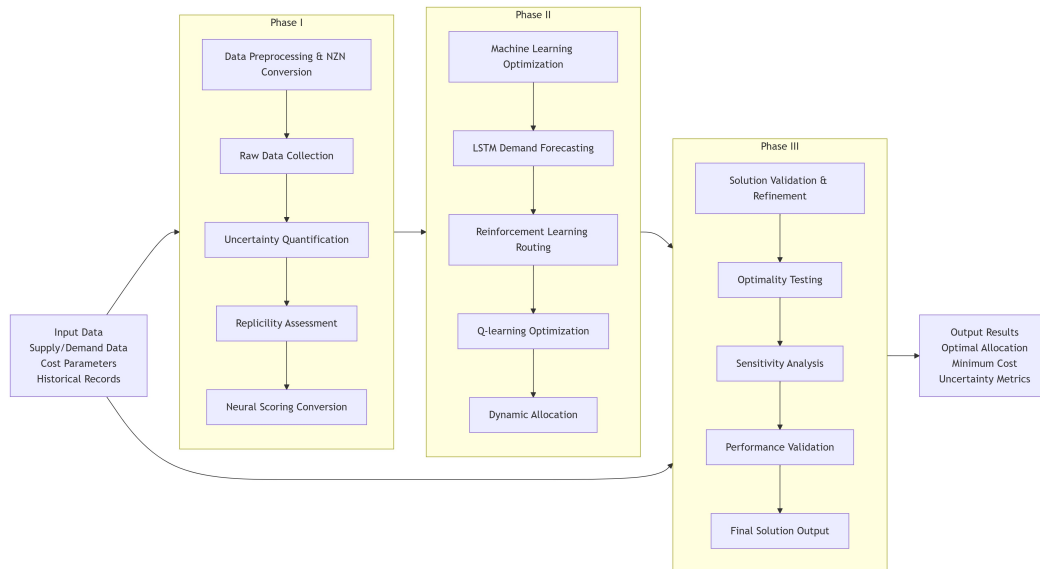 Input Data
Supply/Demand Data
Cost Parameters
Historical Records
Phase I
Data Preprocessing & NZN
Conversion
Raw Data Collection
Uncertainty Quantification
Replicility Assessment
Neural Scoring Conversion
Phase II
Machine Learning
Optimization
LSTM Demand Forecasting
Reinforcement Learning
Routing
Q-learning Optimization
Dynamic Allocation
Phase III
Solution Validation &
Refinement
Optimality Testing
Sensitivity Analysis
Performance Validation
Final Solution Output
Output Results
Optimal Allocation
Minimum Cost
Uncertainty Metrics